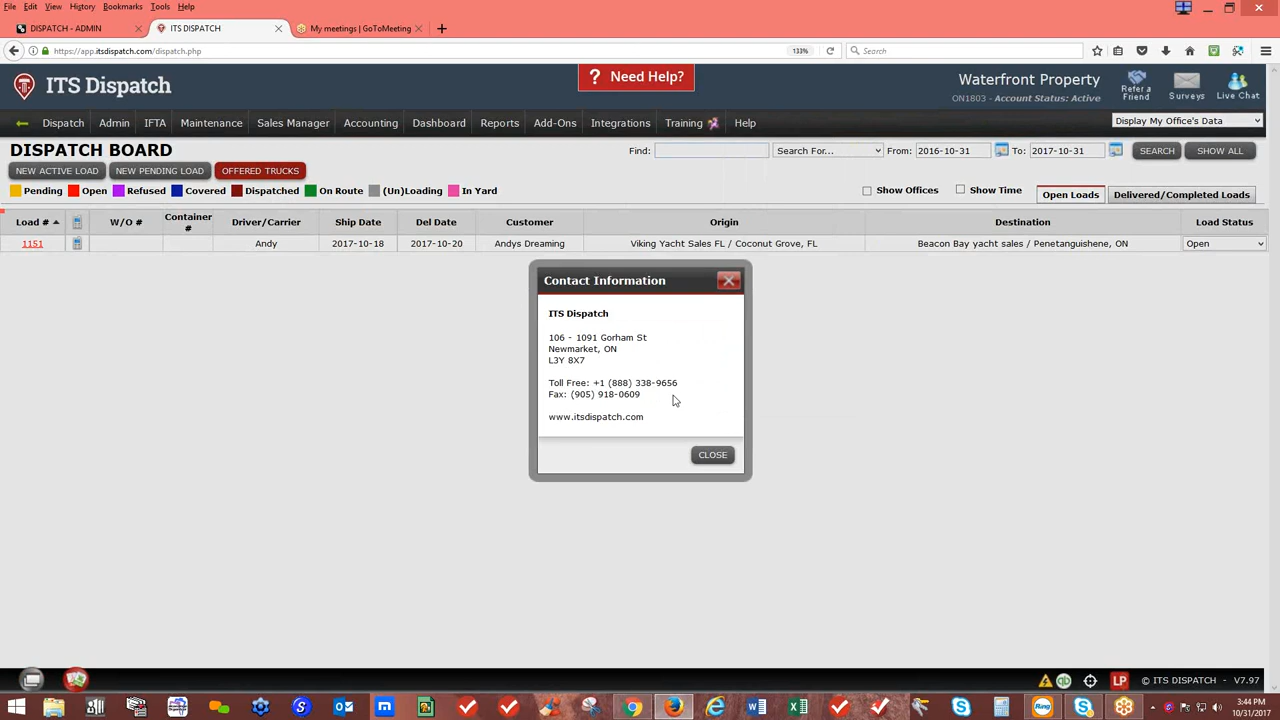 File Edit View History Bookmarks Tools Help
DISPATCH - ADMIN
ITS DISPATCH
My meetings | GoToMeeting
https://app.itsdispatch.com/dispatch.php
133%
Search
ITS Dispatch
? Need Help?
Waterfront Property
ON1803 - Account Status: Active
Refer a Friend
Surveys
Live Chat
Dispatch Admin IFTA Maintenance Sales Manager Accounting Dashboard Reports Add-Ons Integrations Training Help
Display My Office's Data
DISPATCH BOARD
Find: Search For... From: 2016-10-31 To: 2017-10-31 SEARCH SHOW ALL
NEW ACTIVE LOAD NEW PENDING LOAD OFFERED TRUCKS
Pending Open Refused Covered Dispatched On Route (Un)Loading In Yard
Show Offices Show Time Open Loads Delivered/Completed Loads
Load # W/O # Container # Driver/Carrier Ship Date Del Date Customer Origin Destination Load Status
1151 Andy 2017-10-18 2017-10-20 Andys Dreaming Viking Yacht Sales FL / Coconut Grove, FL Beacon Bay yacht sales / Penetanguishene, ON Open
Contact Information
ITS Dispatch
106 - 1091 Gorham St
Newmarket, ON
L3Y 8X7
Toll Free: +1 (888) 338-9656
Fax: (905) 918-0609
www.itsdispatch.com
CLOSE
LP © ITS DISPATCH - V7.97
3:44 PM
10/31/2017